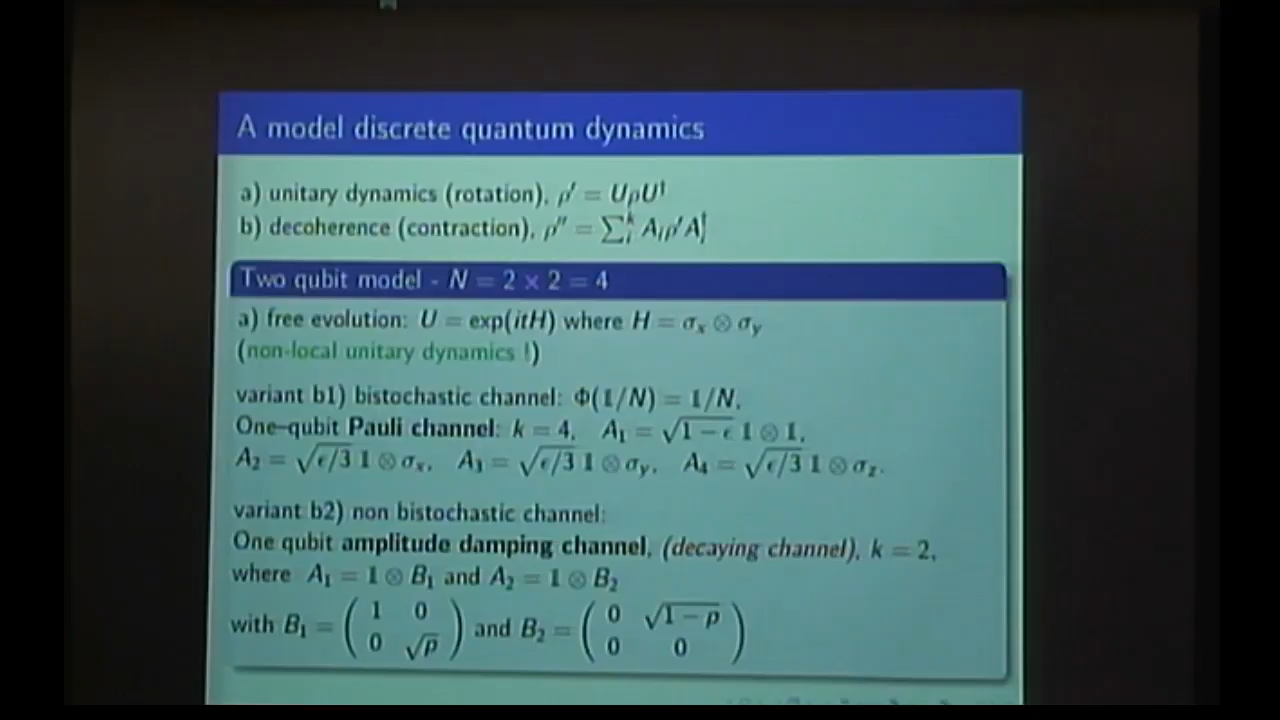 A model discrete quantum dynamics
a) unitary dynamics (rotation), ρ′ = UρU†
b) decoherence (contraction), ρ″ = ∑ᵢᵏ Aᵢρ′Aᵢ†
Two qubit model - N = 2 × 2 = 4
a) free evolution: U = exp(itH) where H = σₓ ⊗ σ_y
(non-local unitary dynamics !)
variant b1) bistochastic channel: Φ(𝟙/N) = 𝟙/N,
One-qubit Pauli channel: k = 4, A₁ = √(1 − ϵ) 𝟙 ⊗ 𝟙,
A₂ = √(ϵ/3) 𝟙 ⊗ σₓ, A₃ = √(ϵ/3) 𝟙 ⊗ σ_y, A₄ = √(ϵ/3) 𝟙 ⊗ σ_z.
variant b2) non bistochastic channel:
One qubit amplitude damping channel, (decaying channel), k = 2,
where A₁ = 𝟙 ⊗ B₁ and A₂ = 𝟙 ⊗ B₂
with B₁ = ( 1 0 ; 0 √p ) and B₂ = ( 0 √(1 − p) ; 0 0 )